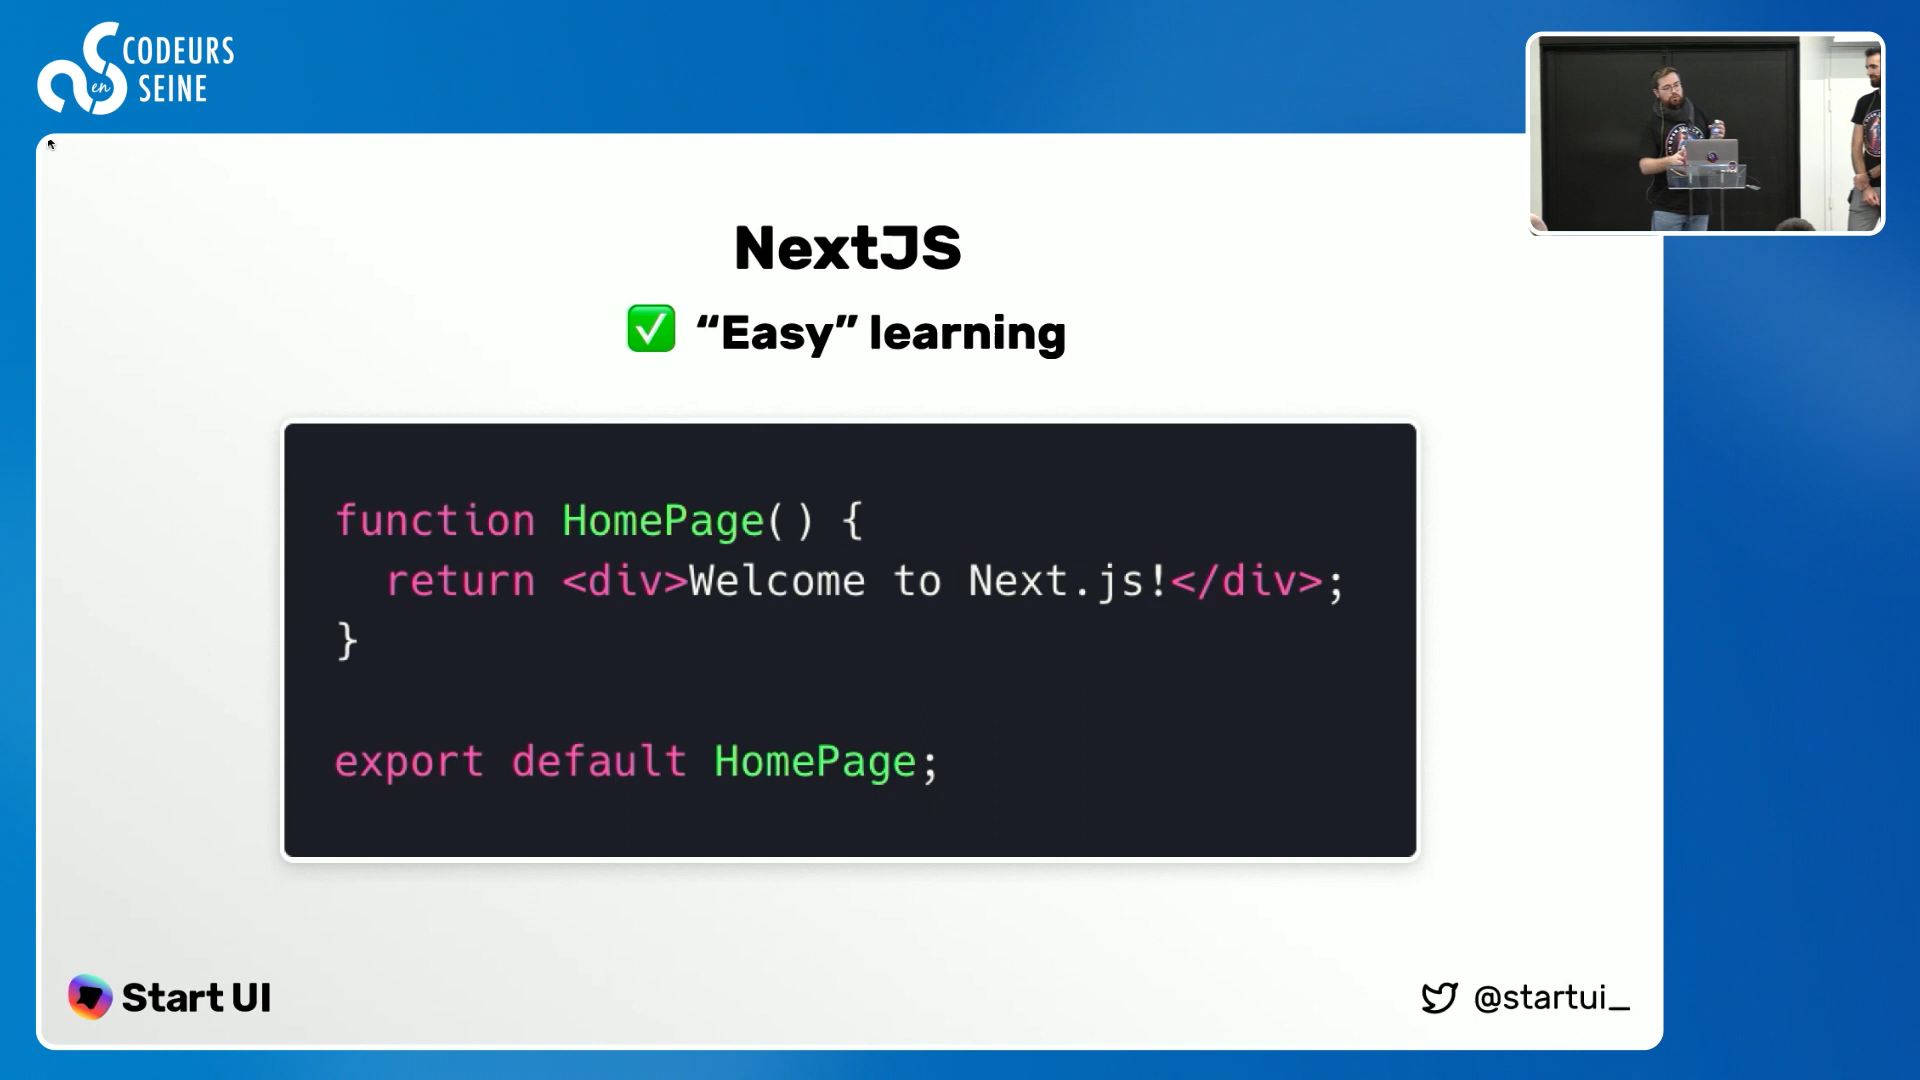 CODEURS
en
SEINE
NextJS
✅ “Easy” learning
function HomePage() {
return <div>Welcome to Next.js!</div>;
}
export default HomePage;
Start UI
@startui_